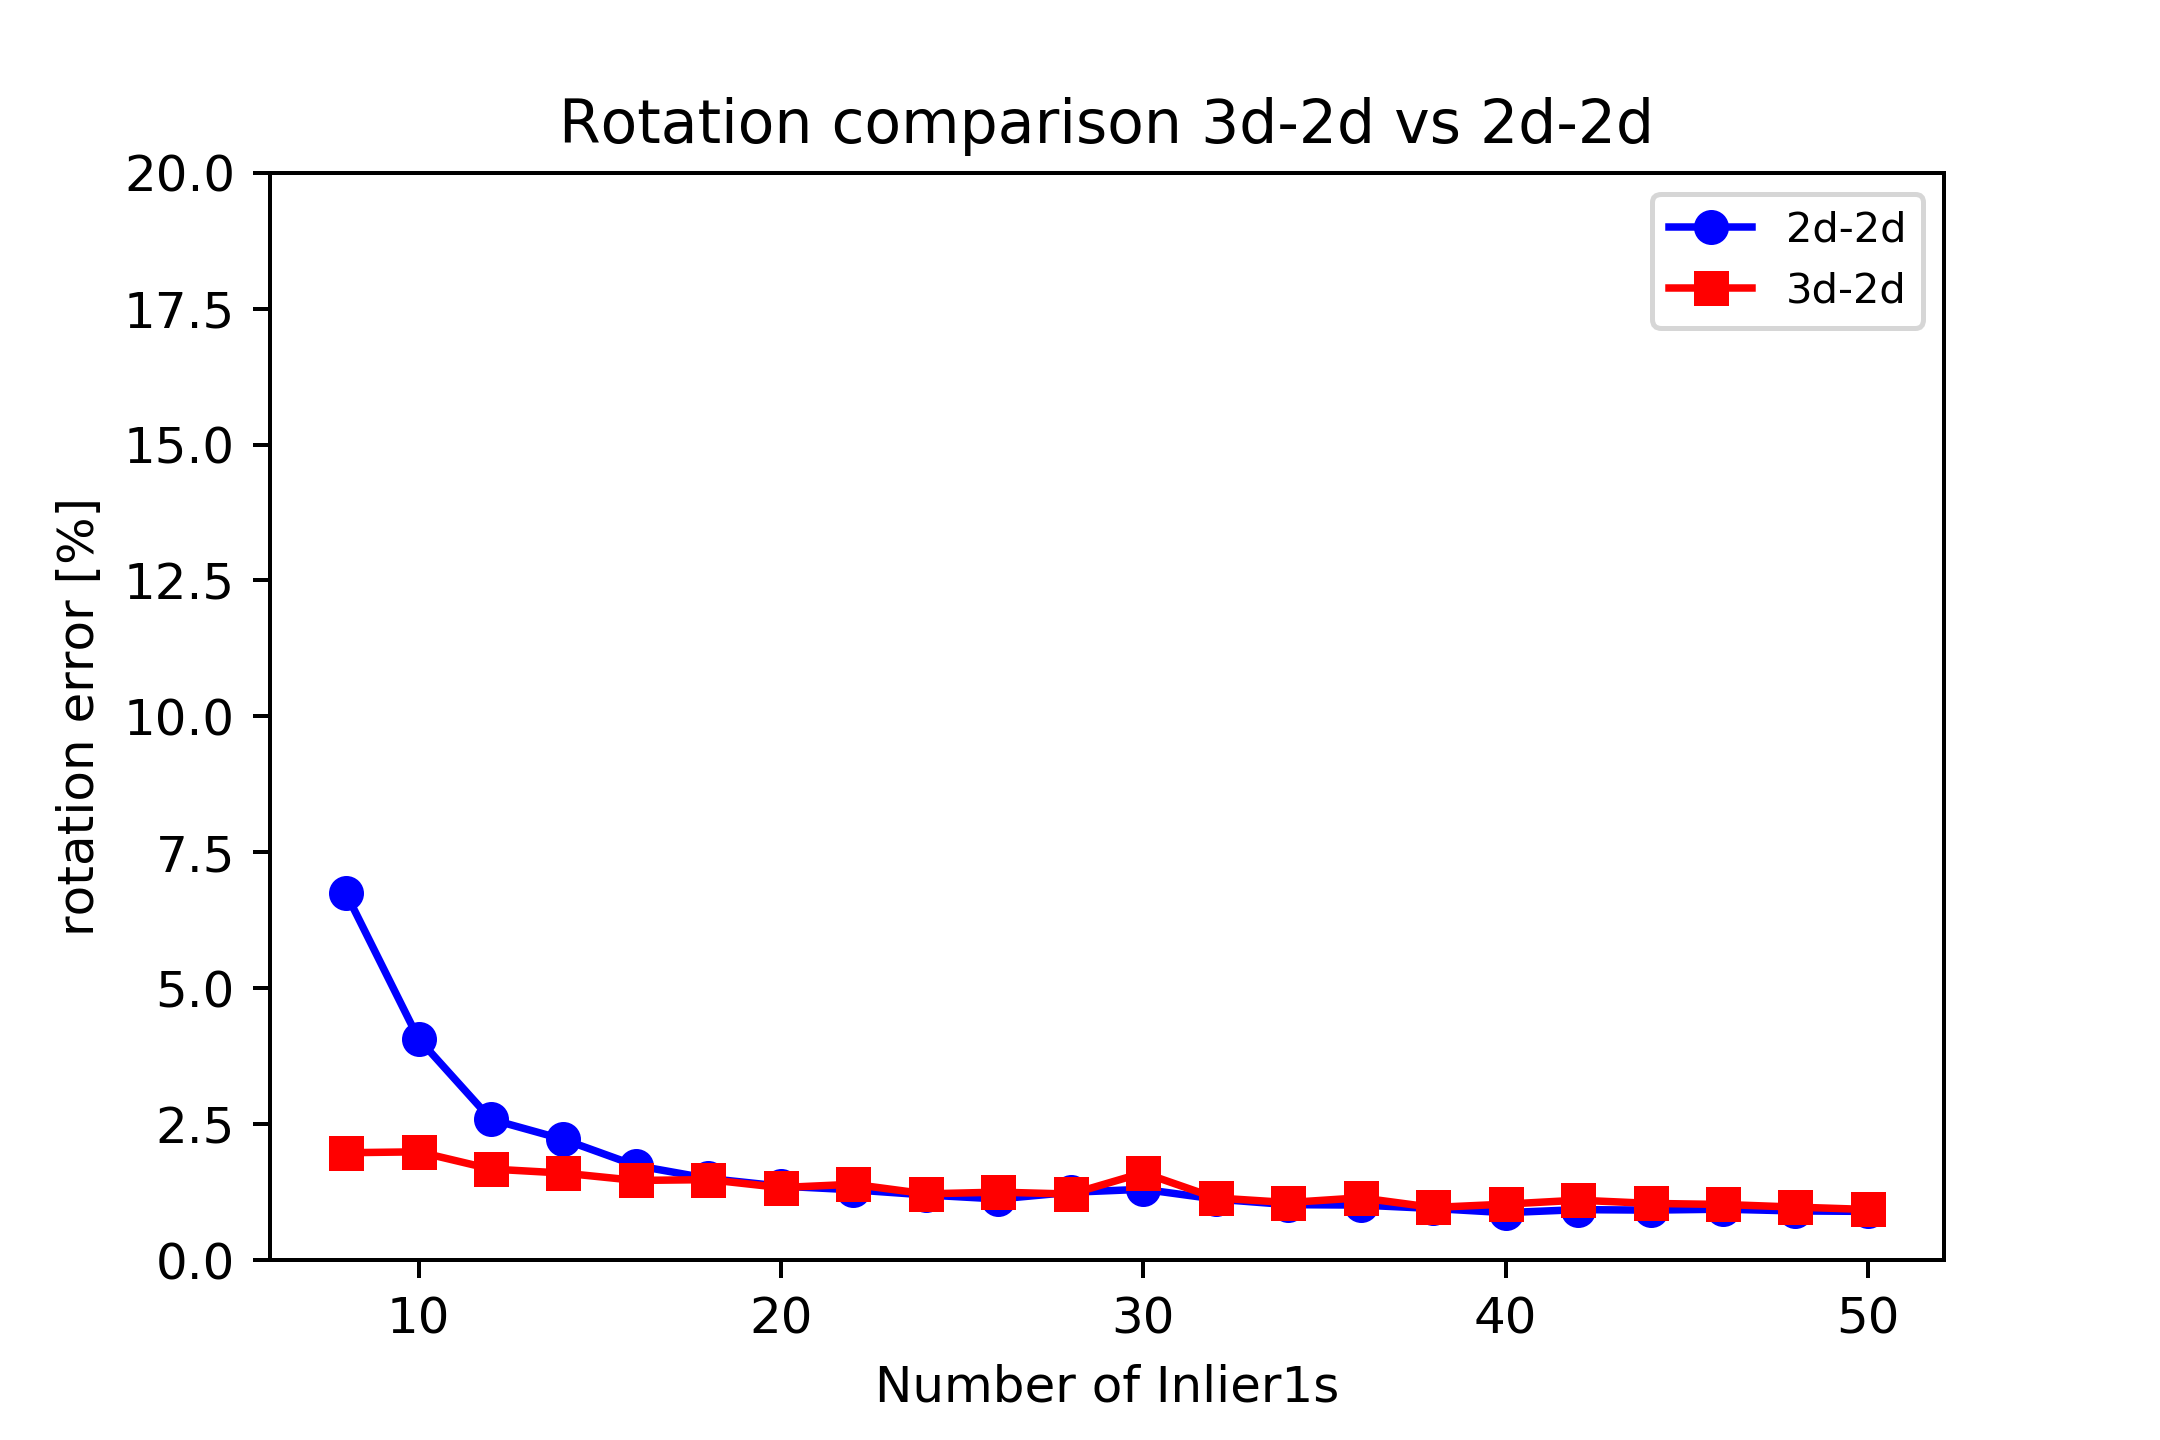 Rotation comparison 3d-2d vs 2d-2d
20.0
17.5
15.0
12.5
10.0
7.5
5.0
2.5
0.0
rotation error [%]
2d-2d
3d-2d
10 20 30 40 50
Number of Inlier1s